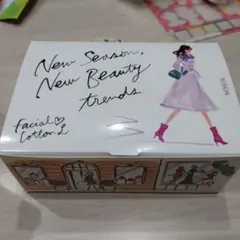 New Season,
New Beauty
trends
Facial
Cotton L